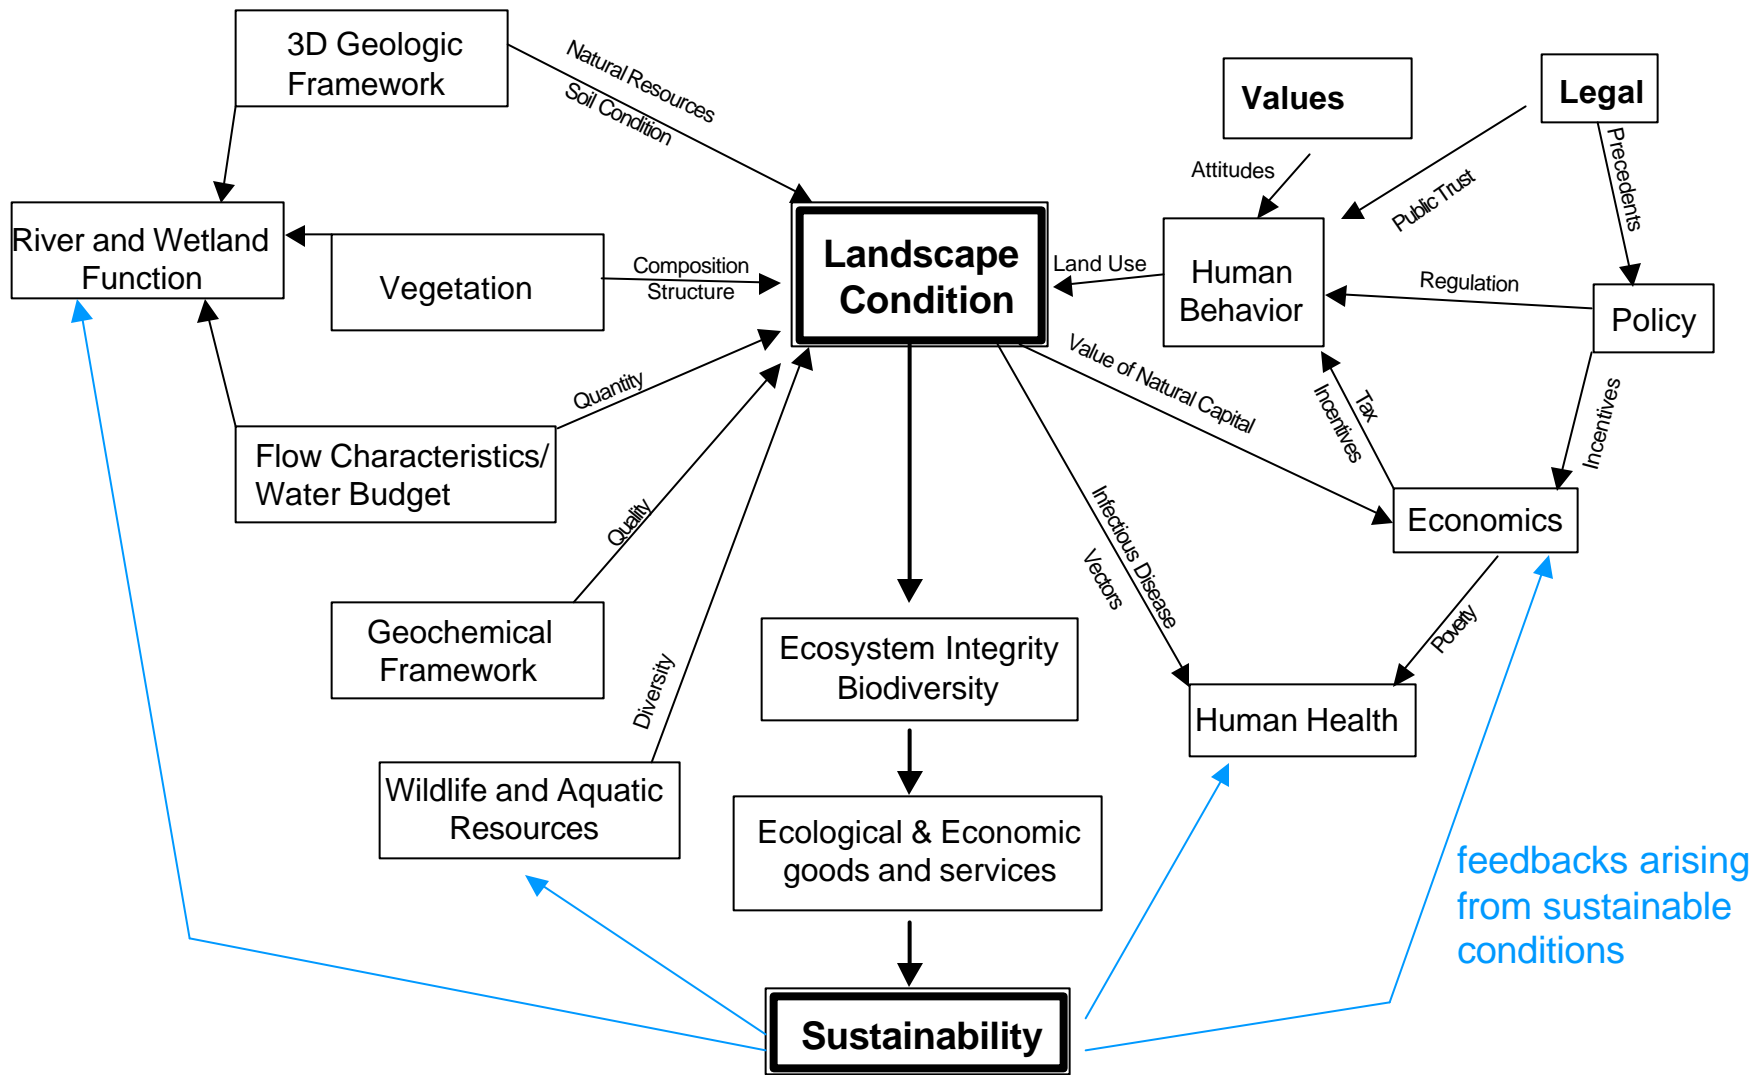 3D Geologic
Framework
Natural Resources
Soil Condition
Values
Legal
Attitudes
Public Trust
Precedents
River and Wetland
Function
Vegetation
Composition
Structure
Landscape
Condition
Land Use
Human
Behavior
Regulation
Policy
Quantity
Value of Natural Capital
Tax
Incentives
Incentives
Flow Characteristics/
Water Budget
Quality
Infectious Disease
Vectors
Economics
Poverty
Geochemical
Framework
Diversity
Ecosystem Integrity
Biodiversity
Human Health
Wildlife and Aquatic
Resources
Ecological & Economic
goods and services
feedbacks arising
from sustainable
conditions
Sustainability